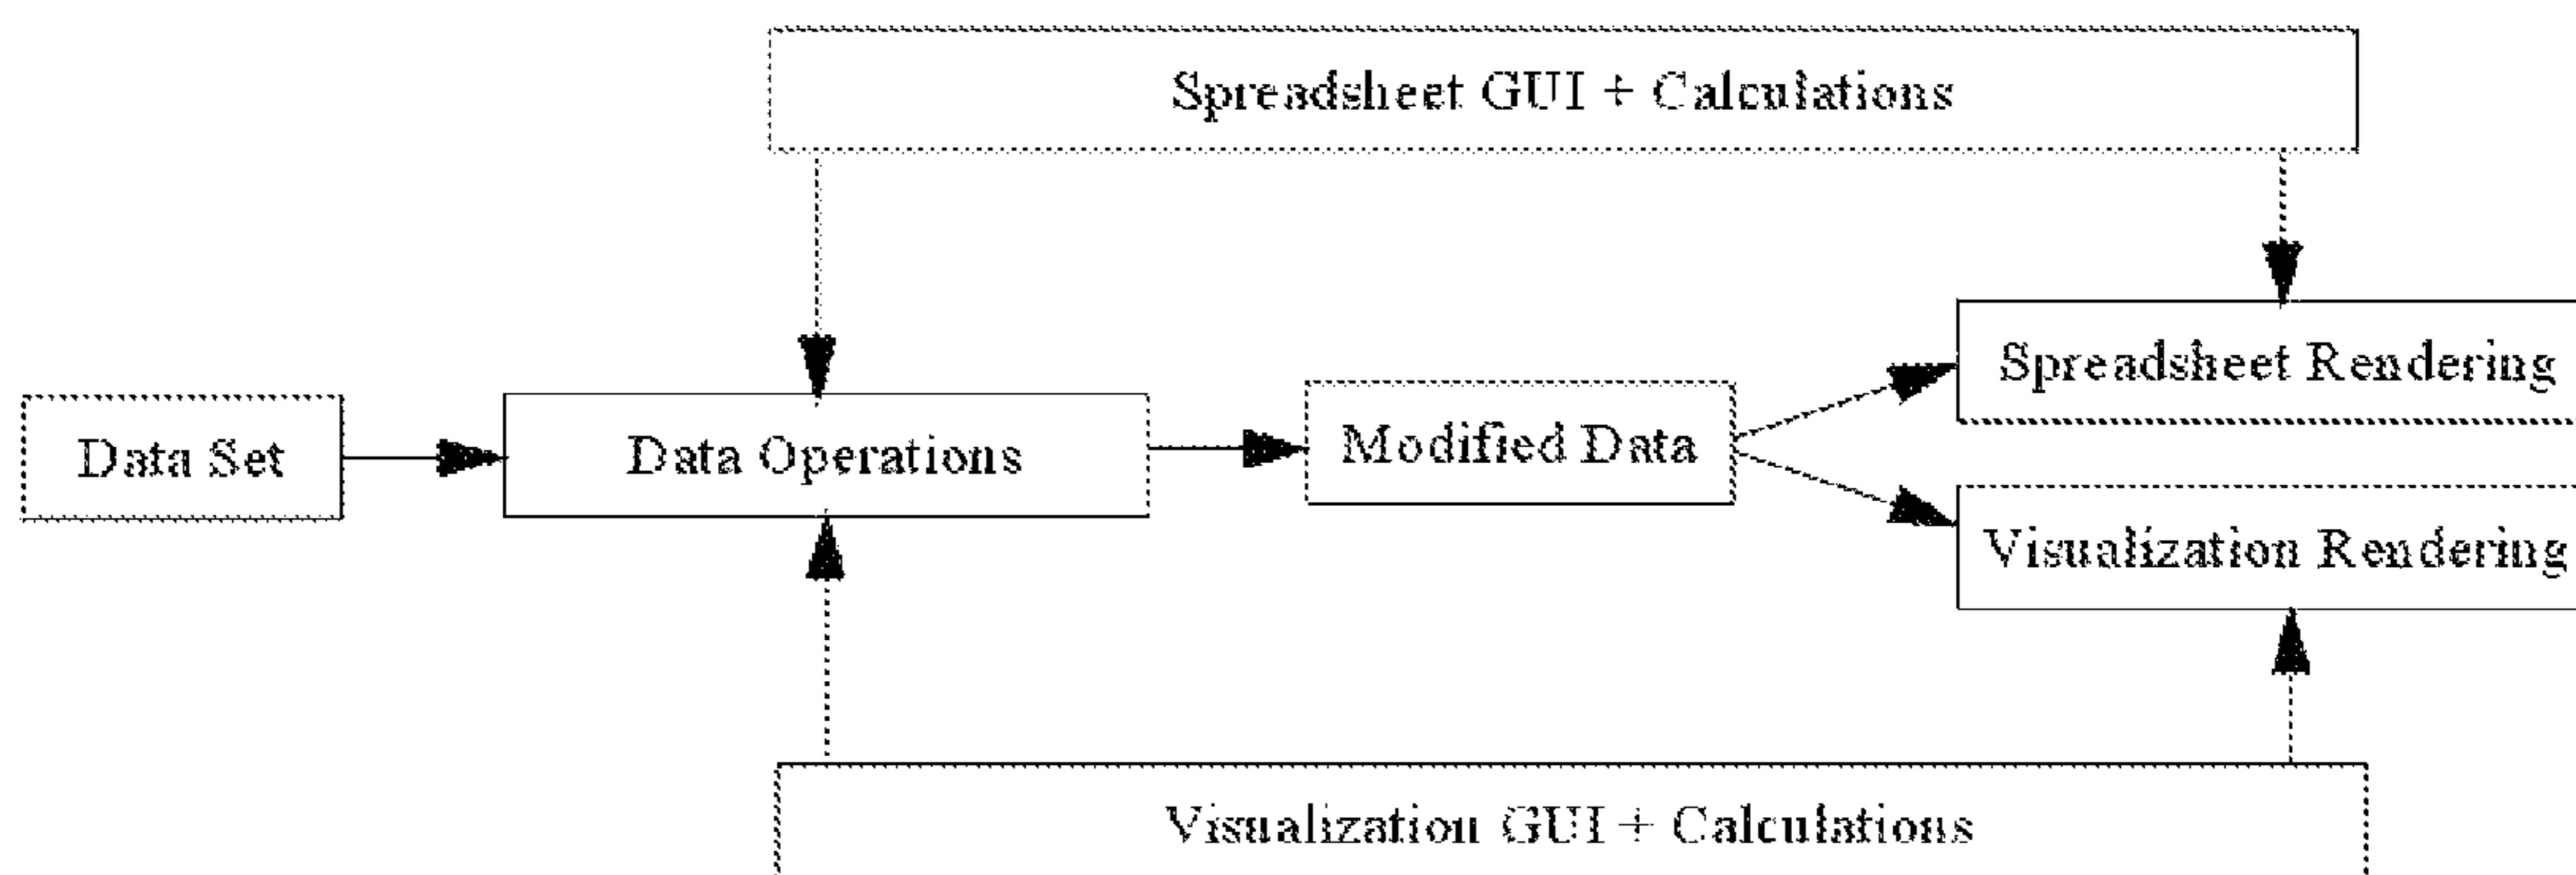 Spreadsheet GUI + Calculations
Spreadsheet Rendering
Data Set
Data Operations
Modified Data
Visualization Rendering
Visualization GUI + Calculations